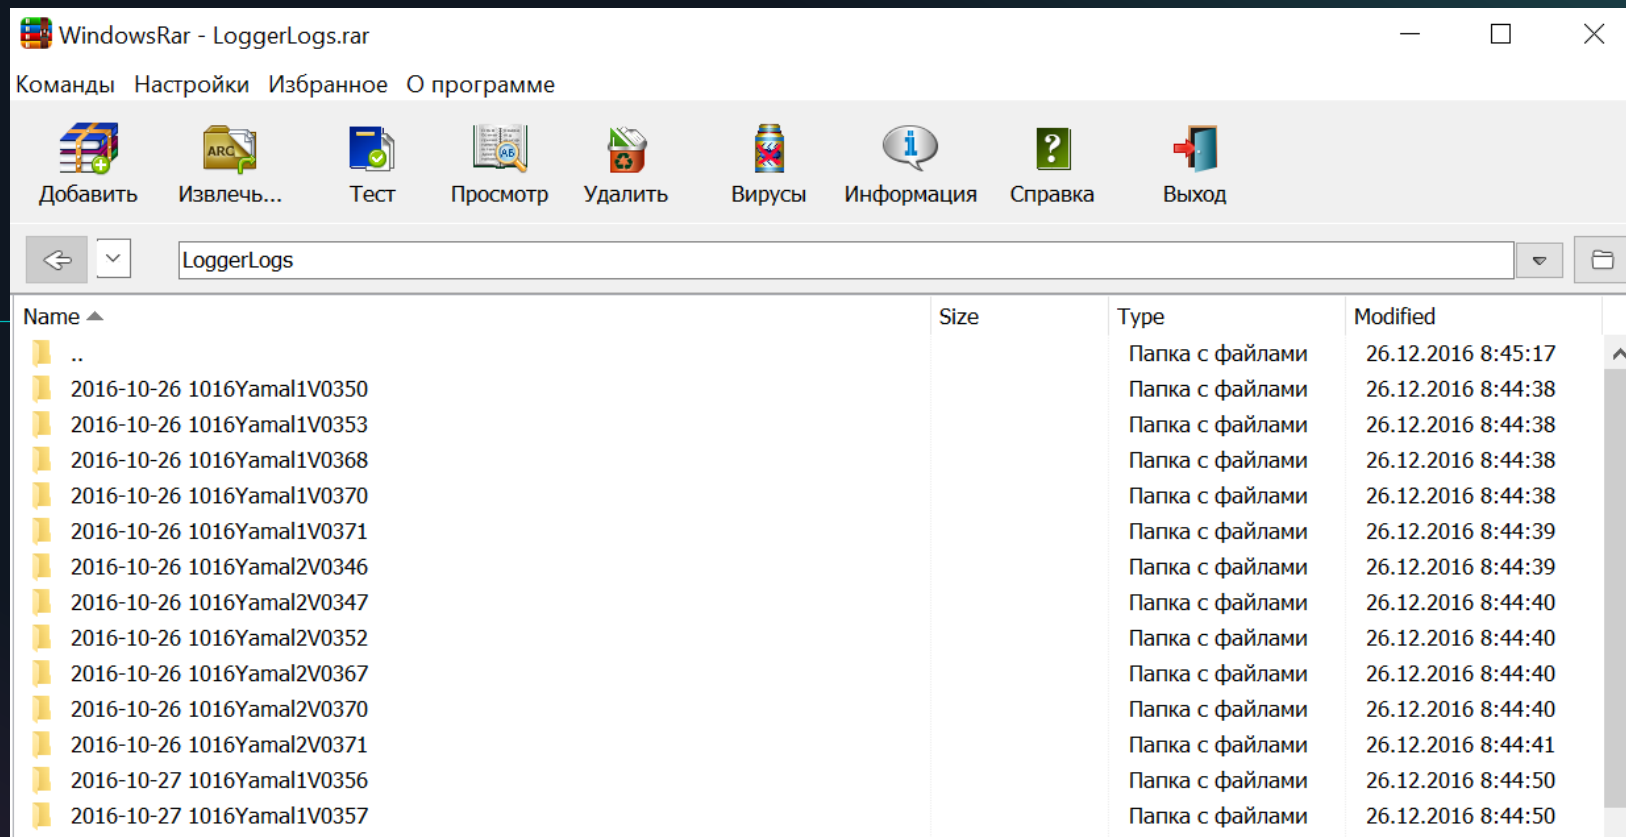 WindowsRar - LoggerLogs.rar
Команды Настройки Избранное О программе
ARC АБ i ?
Добавить Извлечь... Тест Просмотр Удалить Вирусы Информация Справка Выход
LoggerLogs
Name Size Type Modified
.. Папка с файлами 26.12.2016 8:45:17
2016-10-26 1016Yamal1V0350 Папка с файлами 26.12.2016 8:44:38
2016-10-26 1016Yamal1V0353 Папка с файлами 26.12.2016 8:44:38
2016-10-26 1016Yamal1V0368 Папка с файлами 26.12.2016 8:44:38
2016-10-26 1016Yamal1V0370 Папка с файлами 26.12.2016 8:44:38
2016-10-26 1016Yamal1V0371 Папка с файлами 26.12.2016 8:44:39
2016-10-26 1016Yamal2V0346 Папка с файлами 26.12.2016 8:44:39
2016-10-26 1016Yamal2V0347 Папка с файлами 26.12.2016 8:44:40
2016-10-26 1016Yamal2V0352 Папка с файлами 26.12.2016 8:44:40
2016-10-26 1016Yamal2V0367 Папка с файлами 26.12.2016 8:44:40
2016-10-26 1016Yamal2V0370 Папка с файлами 26.12.2016 8:44:40
2016-10-26 1016Yamal2V0371 Папка с файлами 26.12.2016 8:44:41
2016-10-27 1016Yamal1V0356 Папка с файлами 26.12.2016 8:44:50
2016-10-27 1016Yamal1V0357 Папка с файлами 26.12.2016 8:44:50